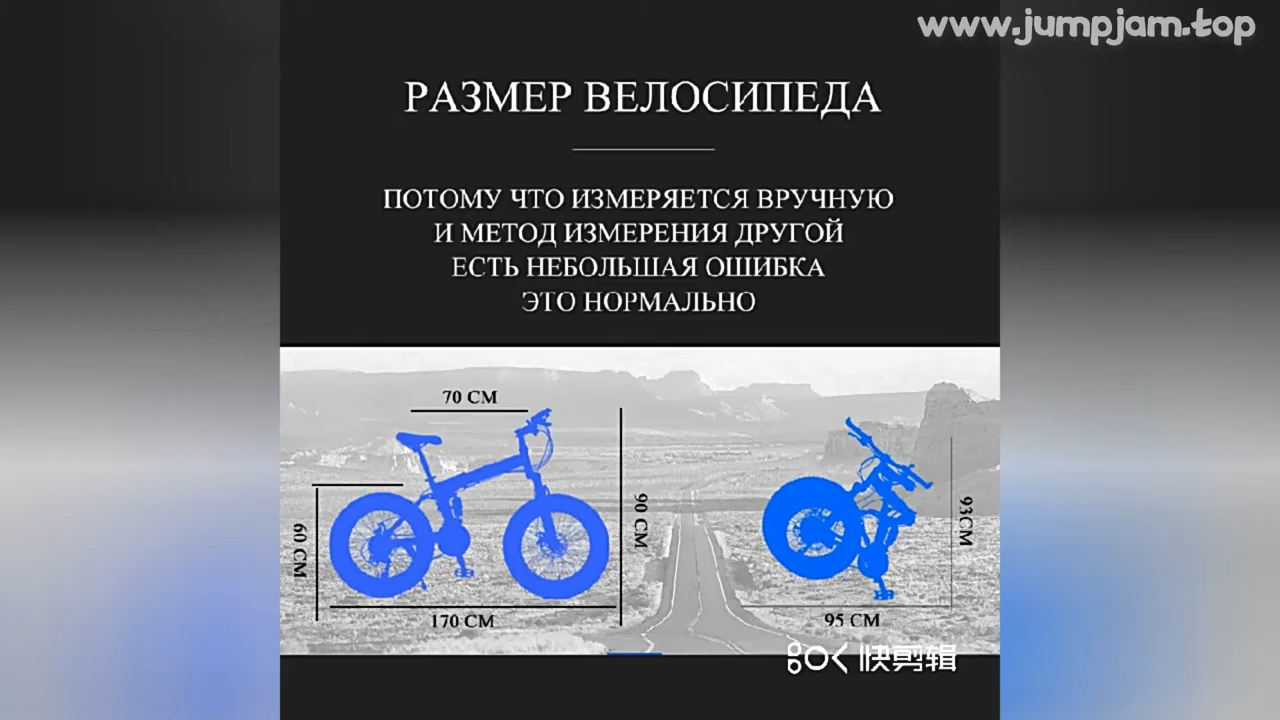 www.jumpjam.top
РАЗМЕР ВЕЛОСИПЕДА
ПОТОМУ ЧТО ИЗМЕРЯЕТСЯ ВРУЧНУЮ
И МЕТОД ИЗМЕРЕНИЯ ДРУГОЙ
ЕСТЬ НЕБОЛЬШАЯ ОШИБКА
ЭТО НОРМАЛЬНО
70 CM
60 CM
90 CM
170 CM
93CM
95 CM
快剪辑